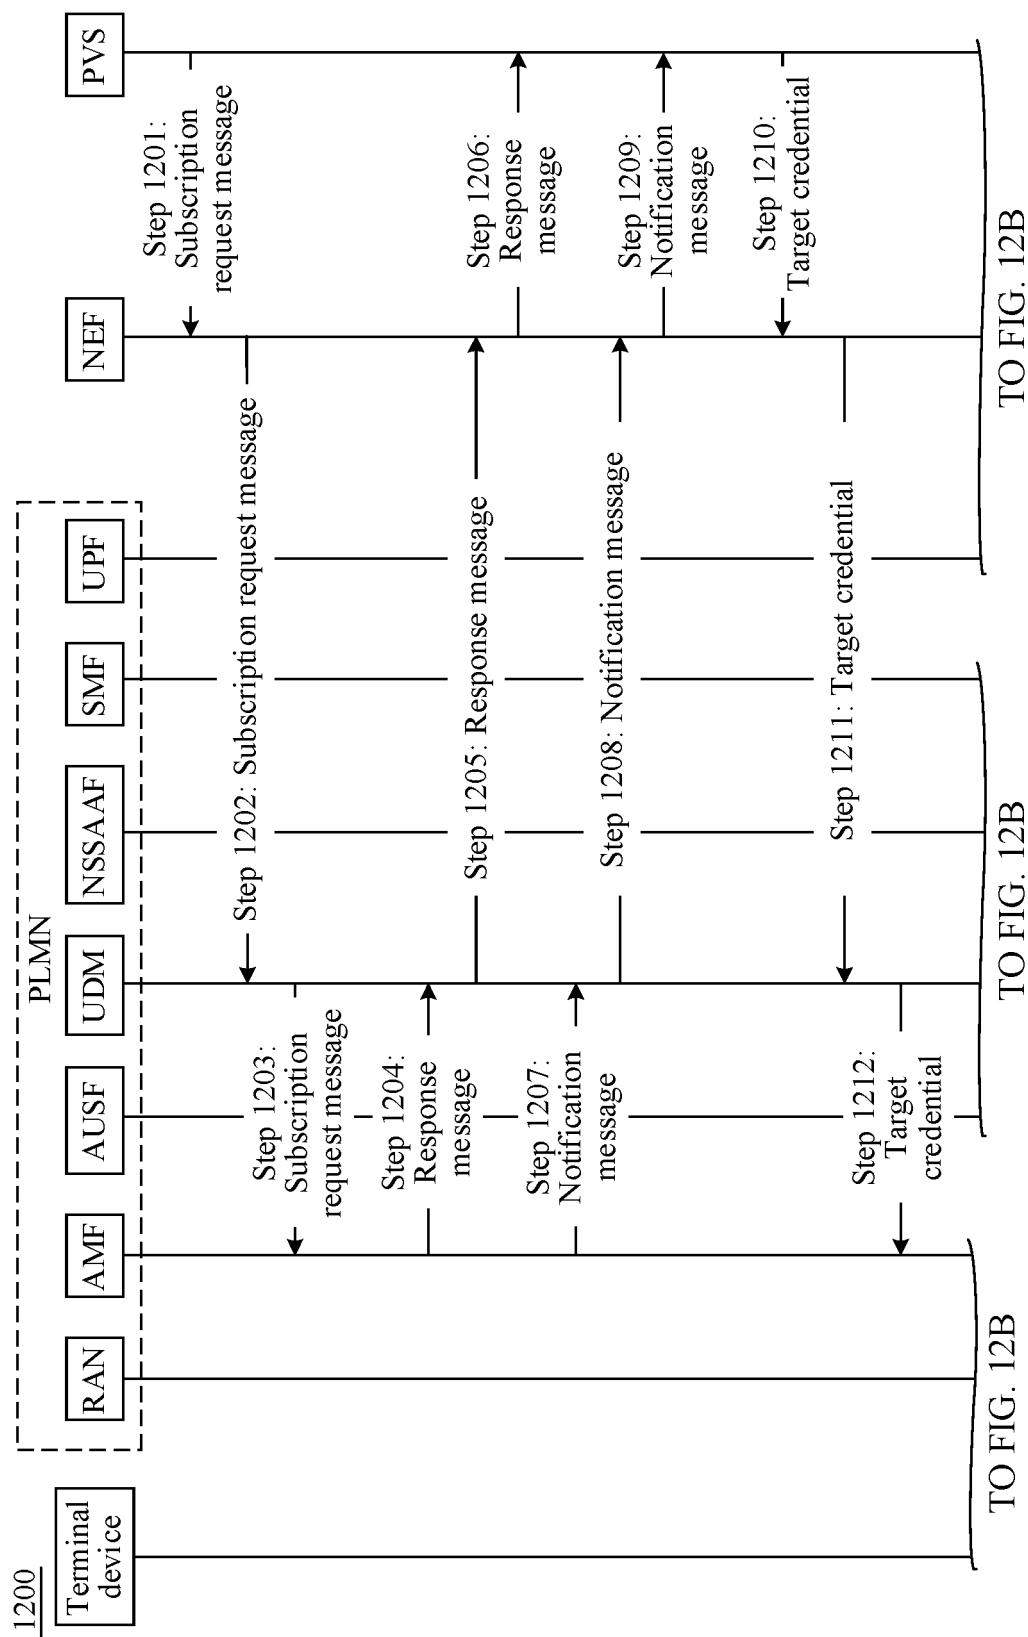 1200
PLMN
Terminal
device
RAN
AMF
AUSF
UDM
NSSAAF
SMF
UPF
NEF
PVS
Step 1201:
Subscription
request message
Step 1202: Subscription request message
Step 1203:
Subscription
request message
Step 1204:
Response
message
Step 1205: Response message
Step 1206:
Response
message
Step 1207:
Notification
message
Step 1208: Notification message
Step 1209:
Notification
message
Step 1210:
Target credential
Step 1211: Target credential
Step 1212:
Target
credential
TO FIG. 12B
TO FIG. 12B
TO FIG. 12B